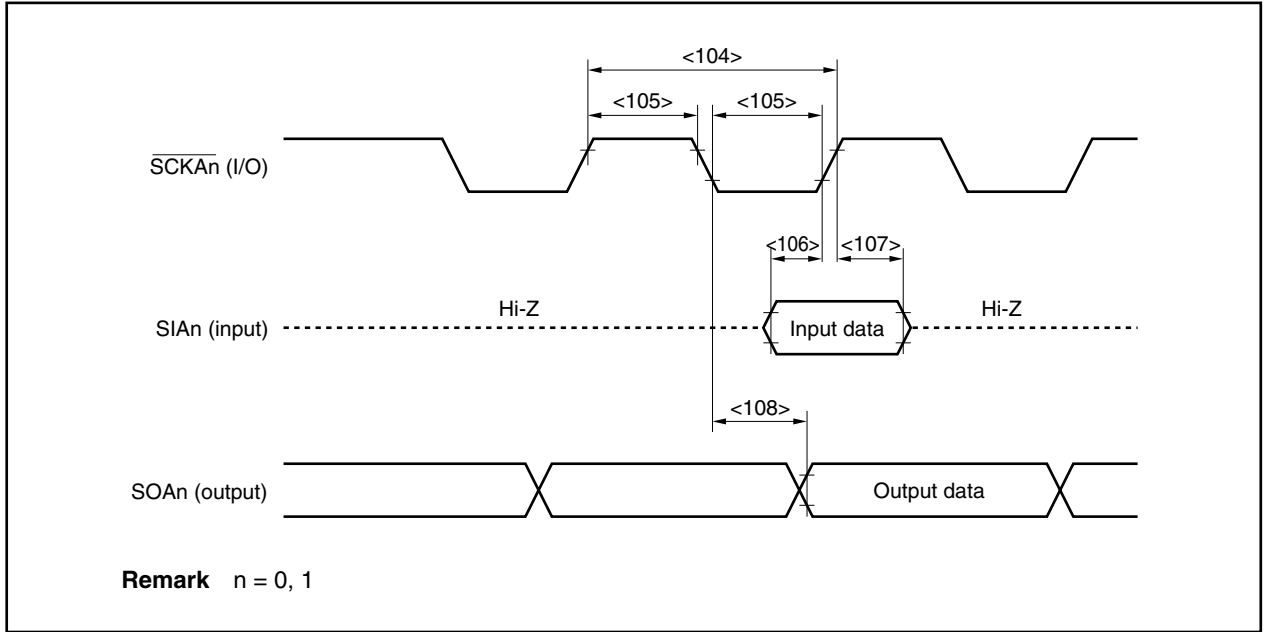 <104>
<105> <105>
SCKAn (I/O)
<106> <107>
Hi-Z Hi-Z
SIAn (input) Input data
<108>
SOAn (output) Output data
Remark n = 0, 1